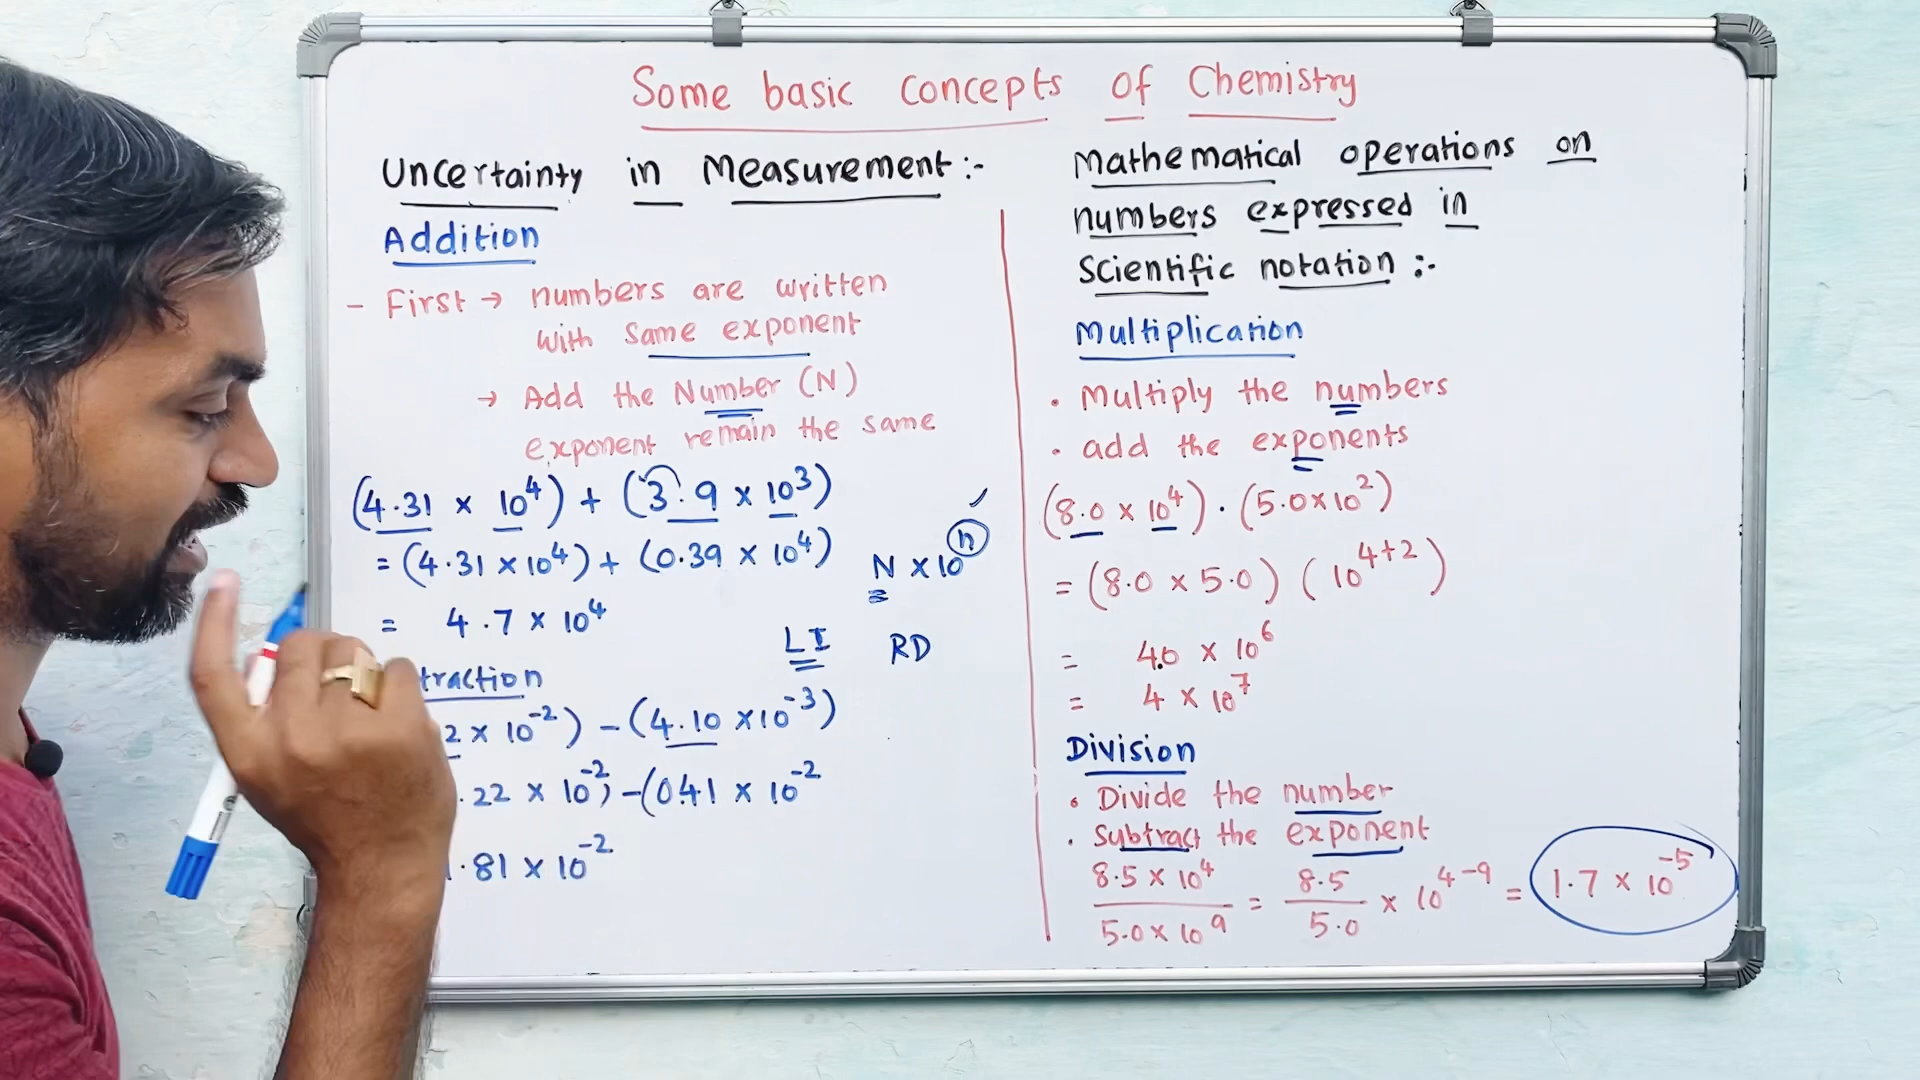 Some basic concepts of Chemistry
Uncertainty in Measurement :-
Addition
- First → numbers are written
with same exponent
→ Add the Number (N)
exponent remain the same
(4.31 × 10⁴) + (3.9 × 10³)
= (4.31 × 10⁴) + (0.39 × 10⁴)
= 4.7 × 10⁴
N × 10ⁿ
LI RD
traction
2 × 10⁻²) - (4.10 × 10⁻³)
.22 × 10⁻²) - (0.41 × 10⁻²
.81 × 10⁻²
Mathematical operations on
numbers expressed in
Scientific notation :-
Multiplication
• Multiply the numbers
• add the exponents
(8.0 × 10⁴) · (5.0 × 10²)
= (8.0 × 5.0) (10⁴⁺²)
= 4.0 × 10⁶
= 4 × 10⁷
Division
• Divide the number
• Subtract the exponent
8.5 × 10⁴ / 5.0 × 10⁹ = 8.5 / 5.0 × 10⁴⁻⁹ = 1.7 × 10⁻⁵